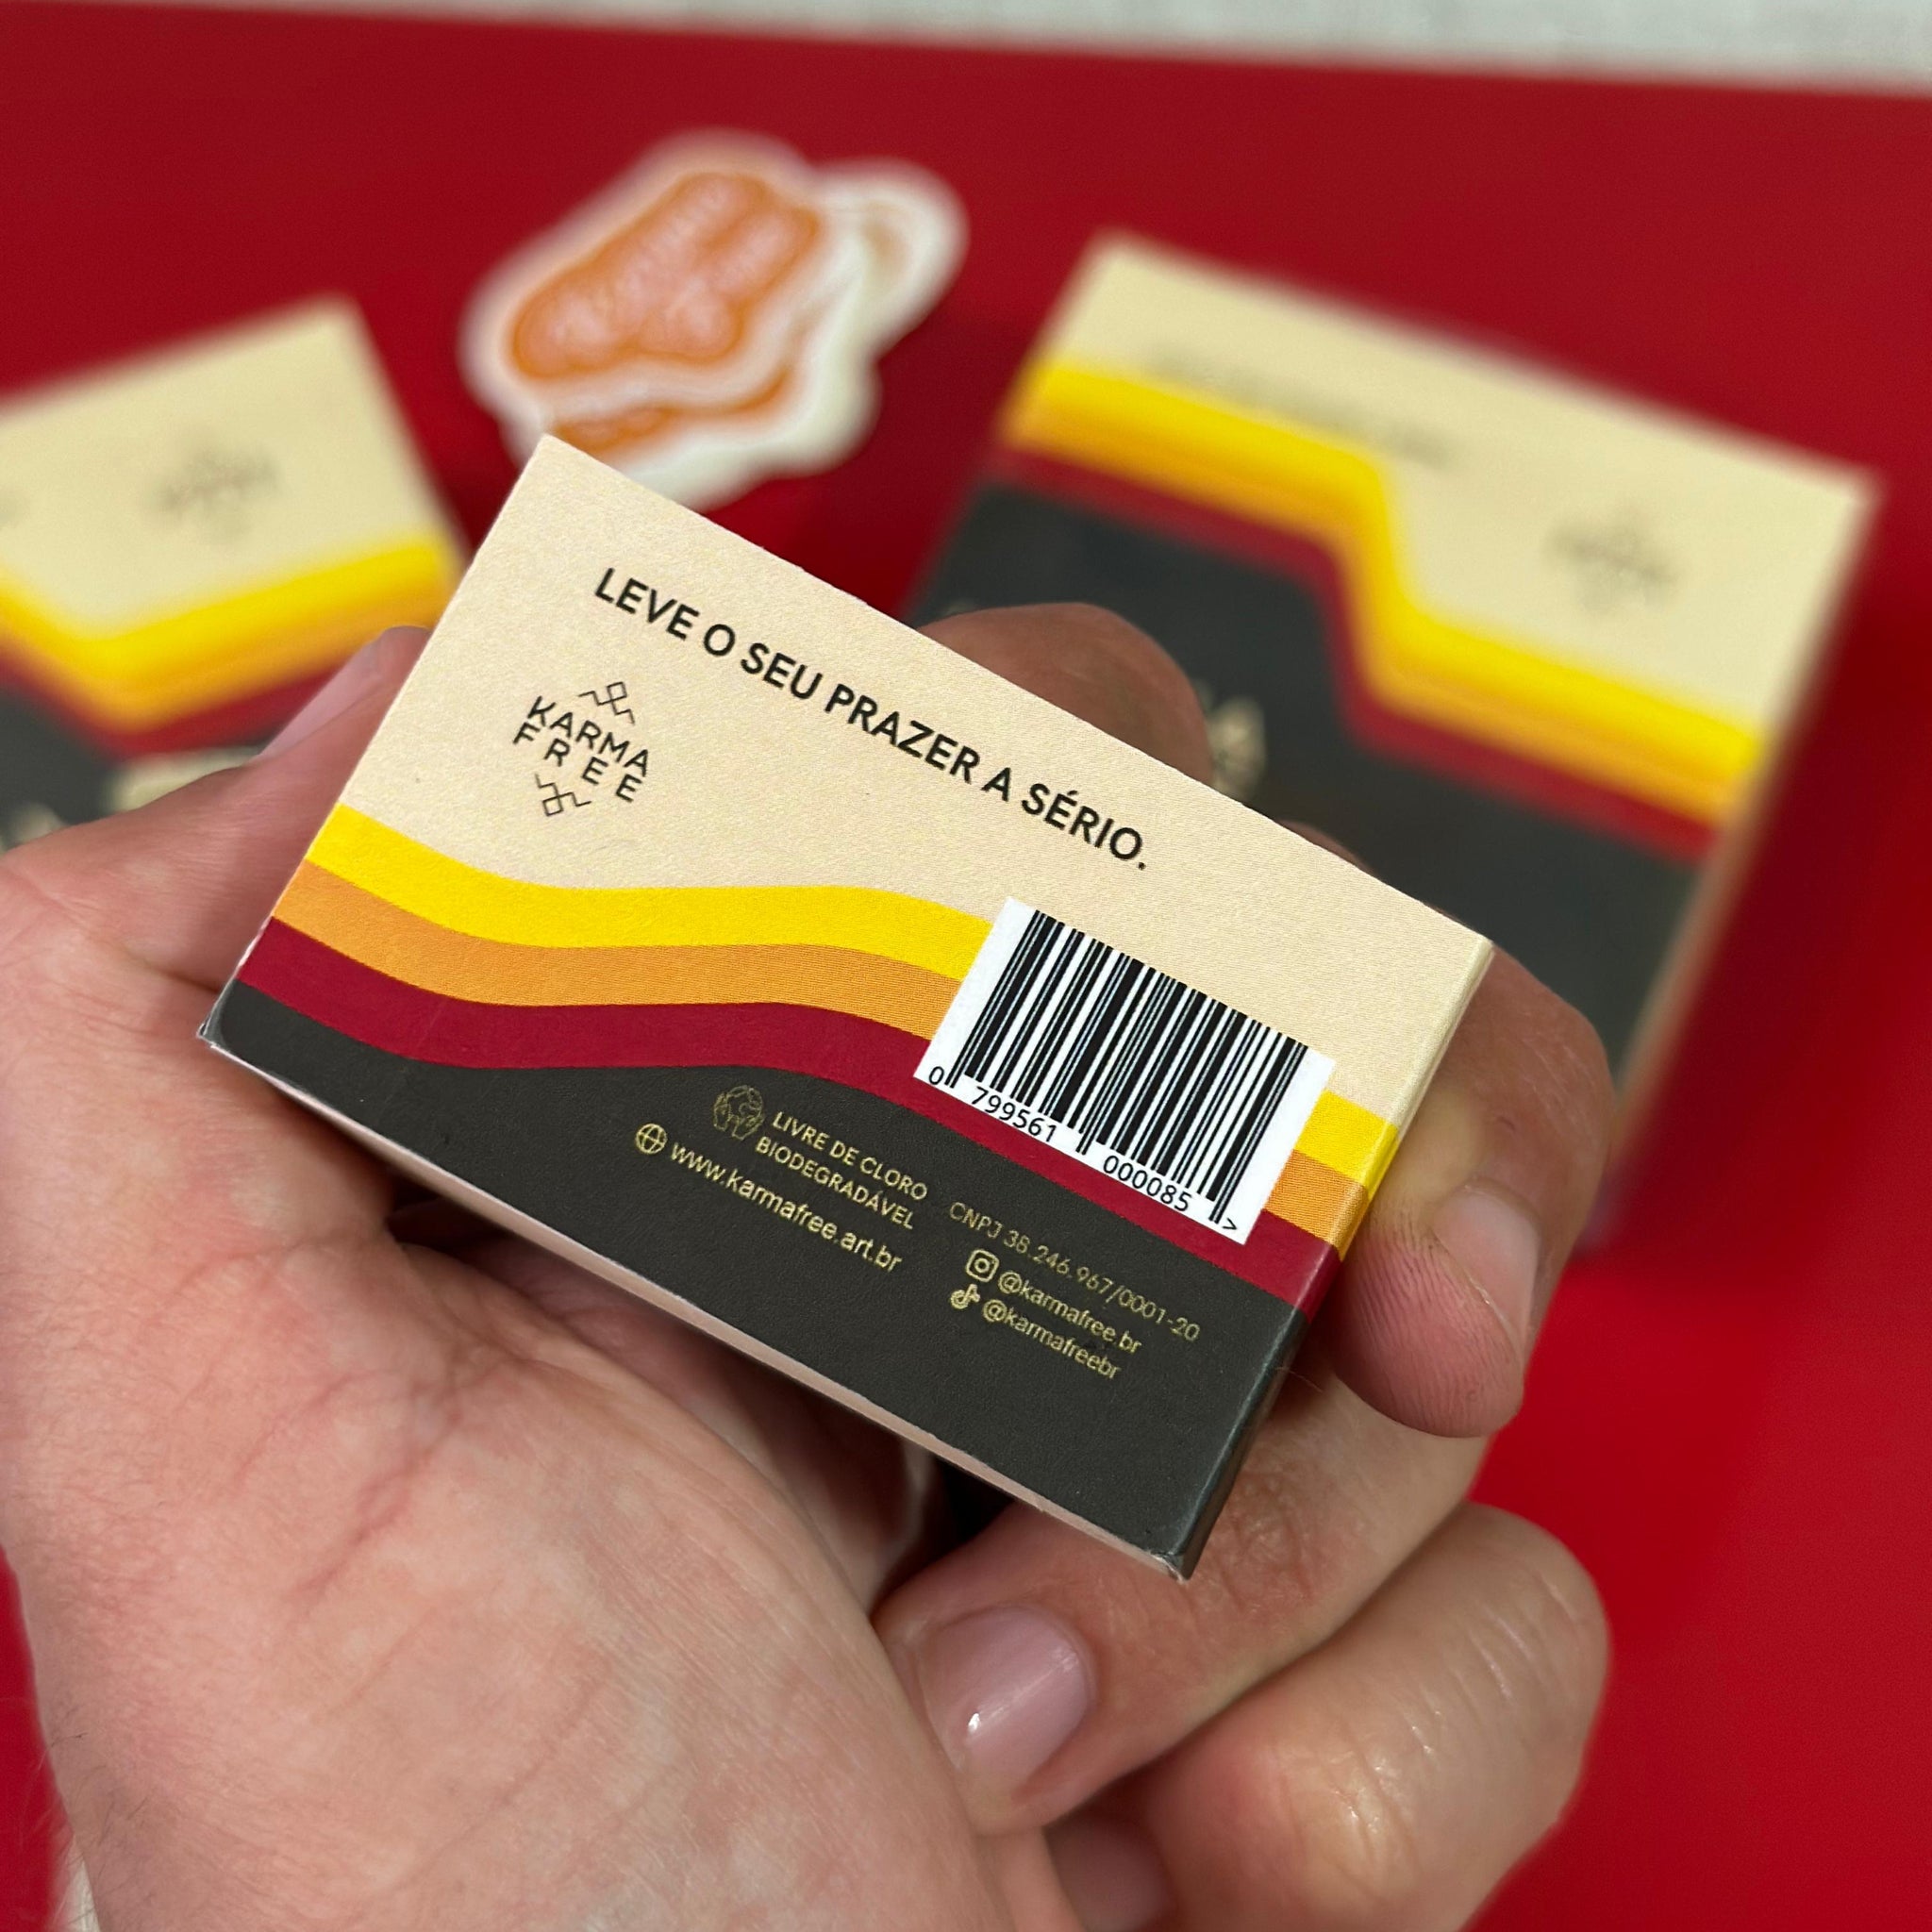 LEVE O SEU PRAZER A SÉRIO.
KARMA
FREE
0 799561 000085 >
LIVRE DE CLORO
BIODEGRADÁVEL
www.karmafree.art.br
CNPJ 38.246.967/0001-20
@karmafree.br
@karmafreebr